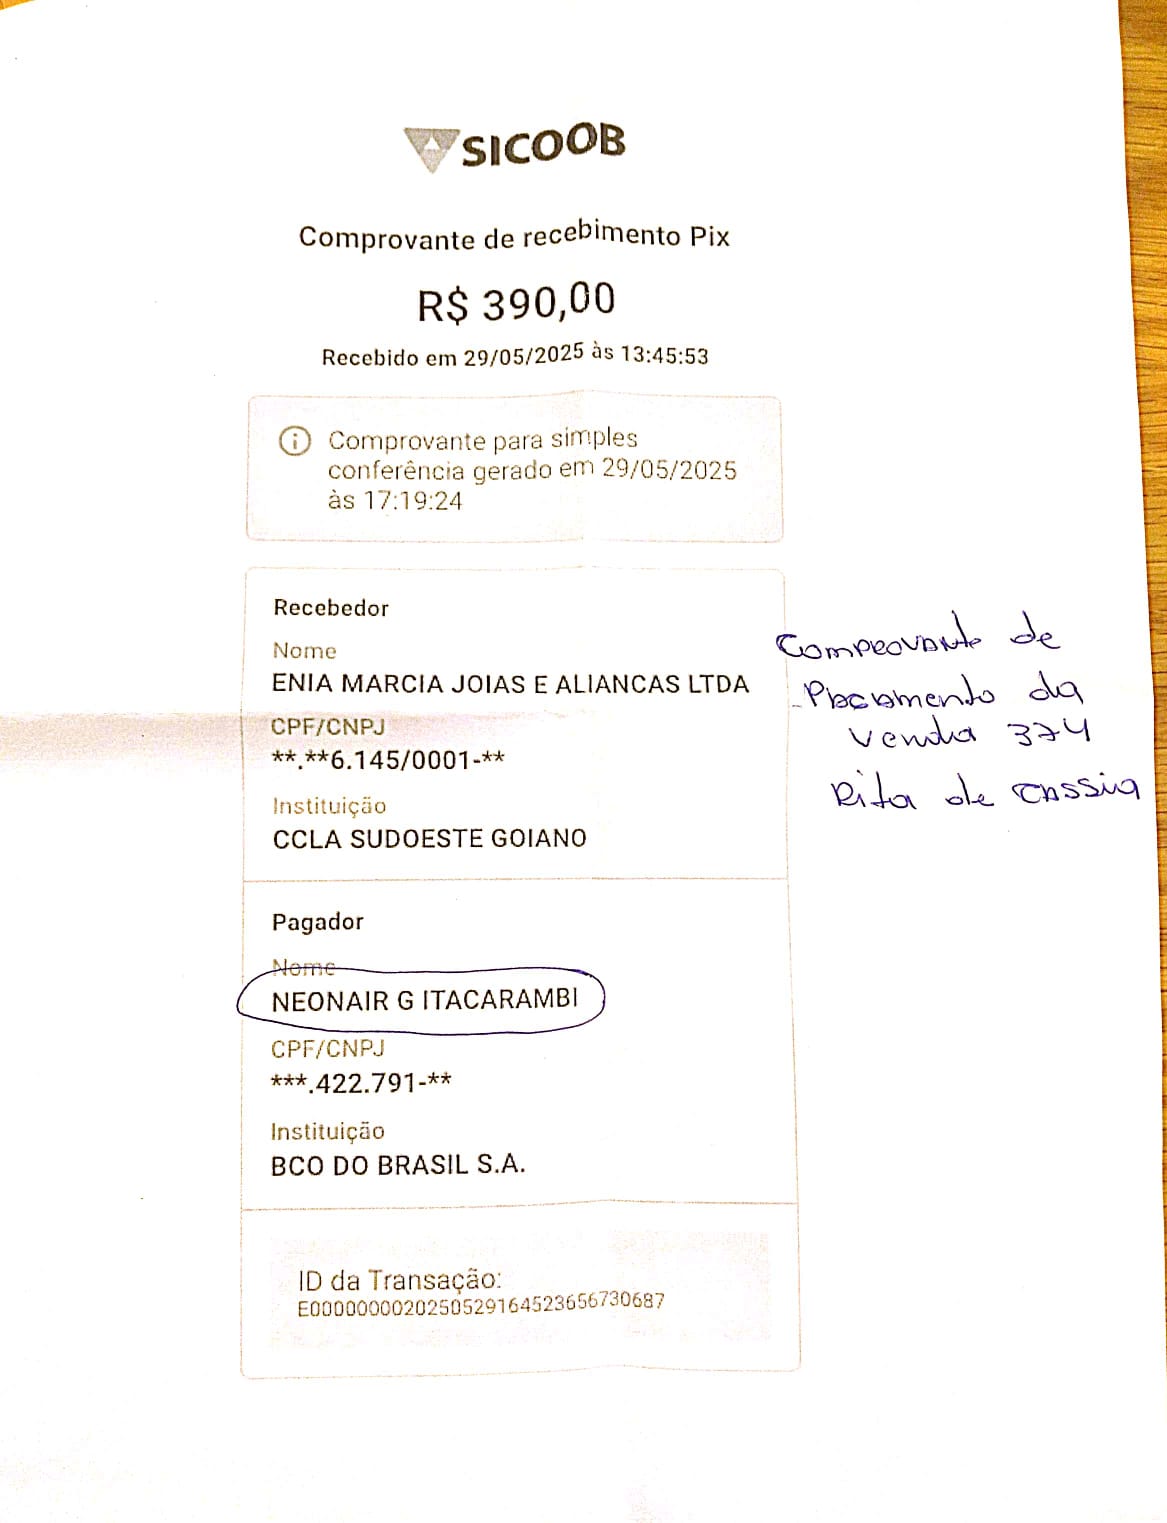 SICOOB
Comprovante de recebimento Pix
R$ 390,00
Recebido em 29/05/2025 às 13:45:53
Comprovante para simples
conferência gerado em 29/05/2025
às 17:19:24
Recebedor
Nome
ENIA MARCIA JOIAS E ALIANCAS LTDA
CPF/CNPJ
**.**6.145/0001-**
Instituição
CCLA SUDOESTE GOIANO
Comprovante de
Pagamento da
Venda 374
Rita de Cassia
Pagador
Nome
NEONAIR G ITACARAMBI
CPF/CNPJ
***.422.791-**
Instituição
BCO DO BRASIL S.A.
ID da Transação:
E0000000020250529164523656730687